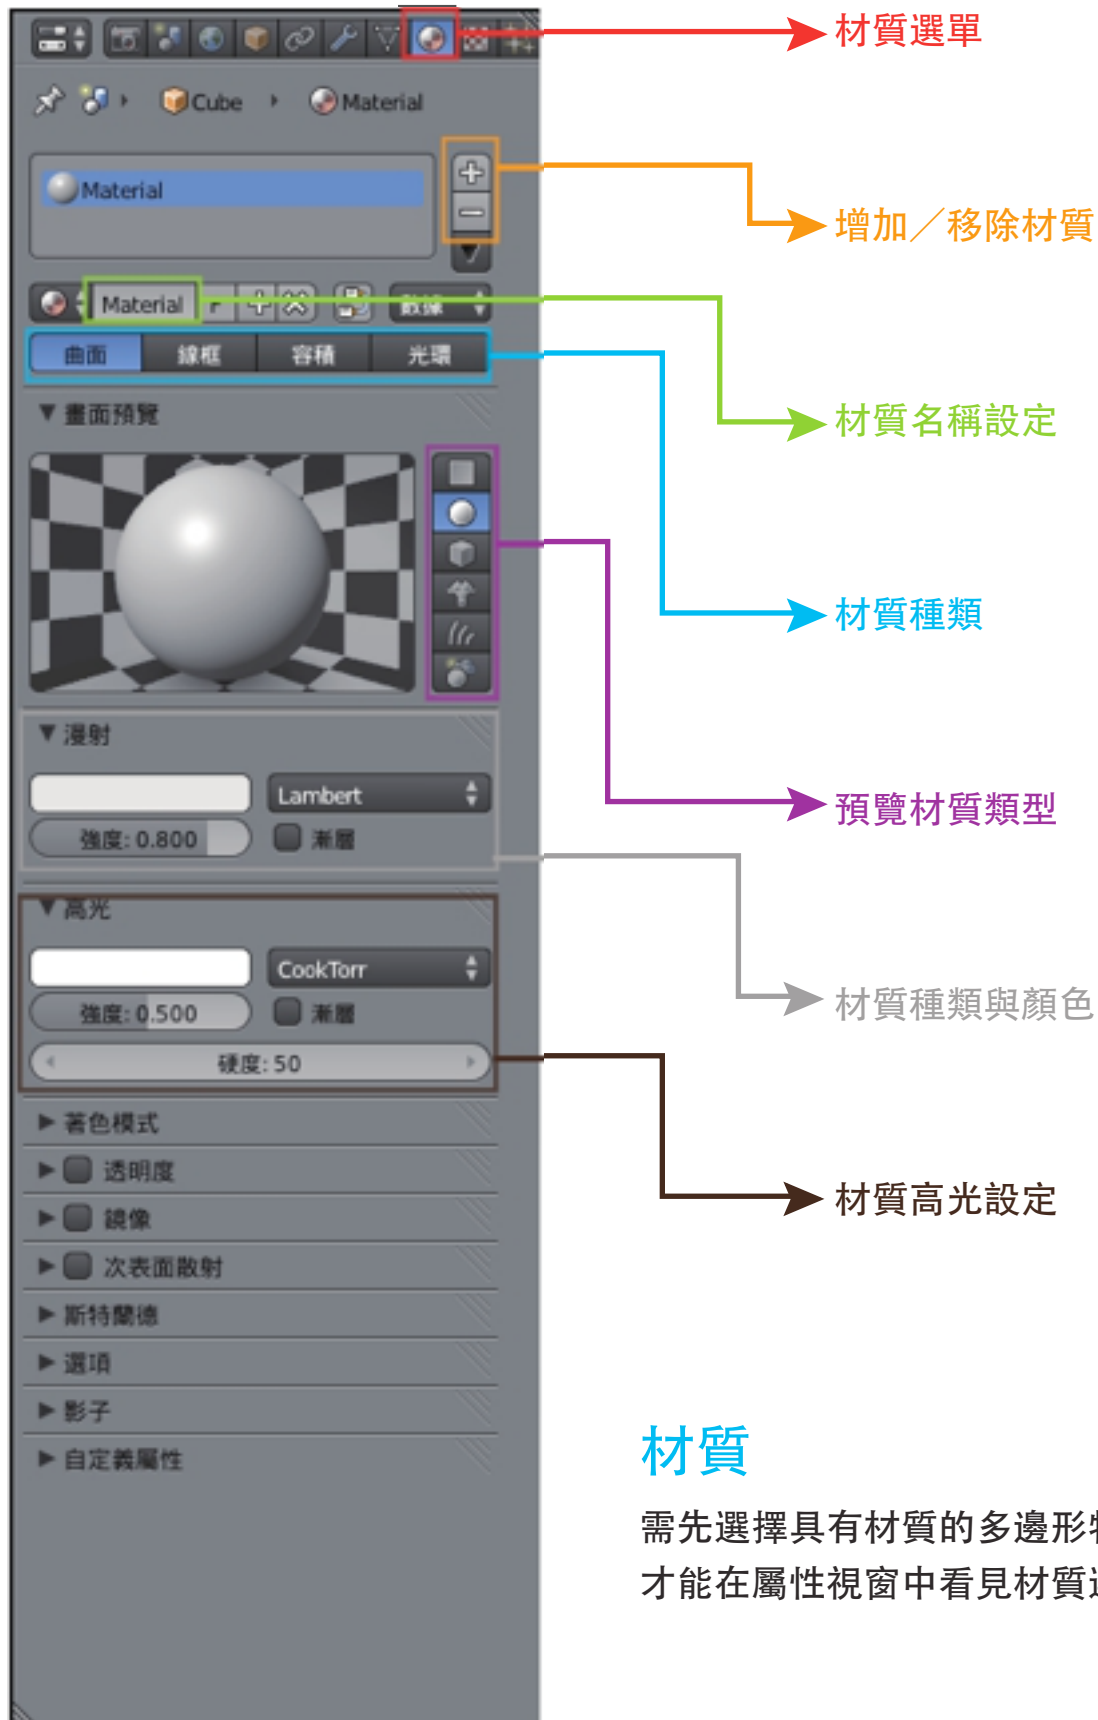 材質選單
Cube
Material
Material
增加／移除材質
Material
F
數據
曲面
線框
容積
光環
畫面預覽
材質名稱設定
材質種類
預覽材質類型
漫射
Lambert
強度: 0.800
漸層
材質種類與顏色
高光
CookTorr
強度: 0.500
漸層
硬度: 50
材質高光設定
著色模式
透明度
鏡像
次表面散射
斯特蘭德
選項
影子
自定義屬性
材質
需先選擇具有材質的多邊形
才能在屬性視窗中看見材質